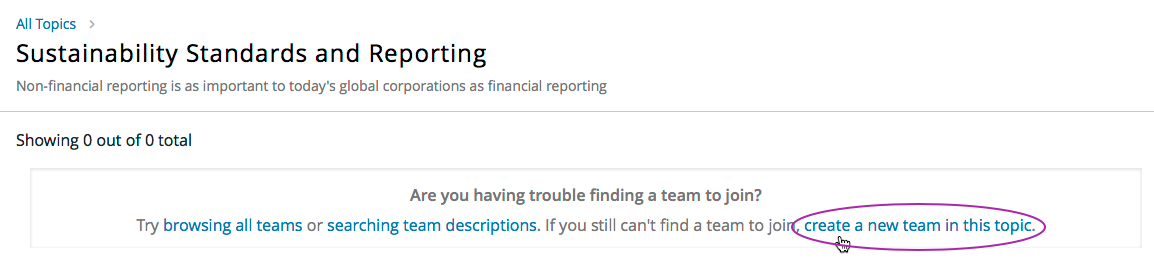 All Topics >
Sustainability Standards and Reporting
Non-financial reporting is as important to today's global corporations as financial reporting
Showing 0 out of 0 total
Are you having trouble finding a team to join?
Try browsing all teams or searching team descriptions. If you still can't find a team to join, create a new team in this topic.